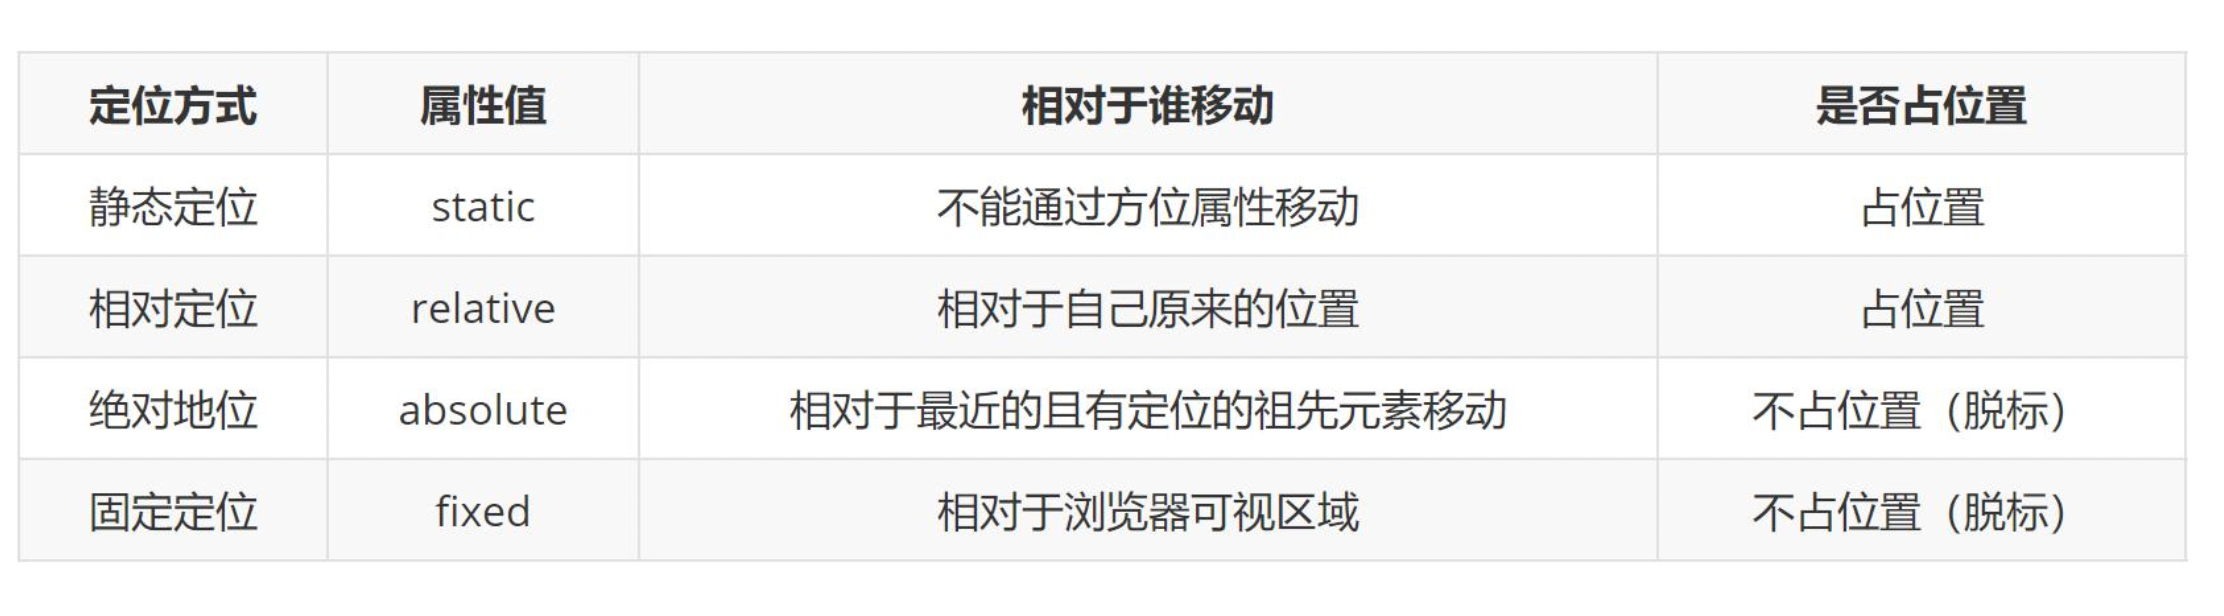 定位方式 属性值 相对于谁移动 是否占位置
静态定位 static 不能通过方位属性移动 占位置
相对定位 relative 相对于自己原来的位置 占位置
绝对地位 absolute 相对于最近的且有定位的祖先元素移动 不占位置（脱标）
固定定位 fixed 相对于浏览器可视区域 不占位置（脱标）